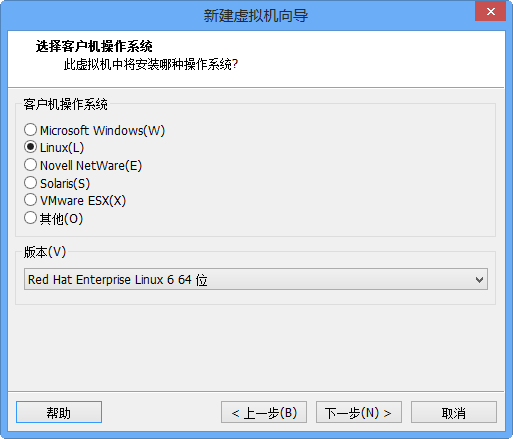 新建虚拟机向导
选择客户机操作系统
此虚拟机中将安装哪种操作系统?
客户机操作系统
Microsoft Windows(W)
Linux(L)
Novell NetWare(E)
Solaris(S)
VMware ESX(X)
其他(O)
版本(V)
Red Hat Enterprise Linux 6 64 位
帮助
< 上一步(B)
下一步(N) >
取消